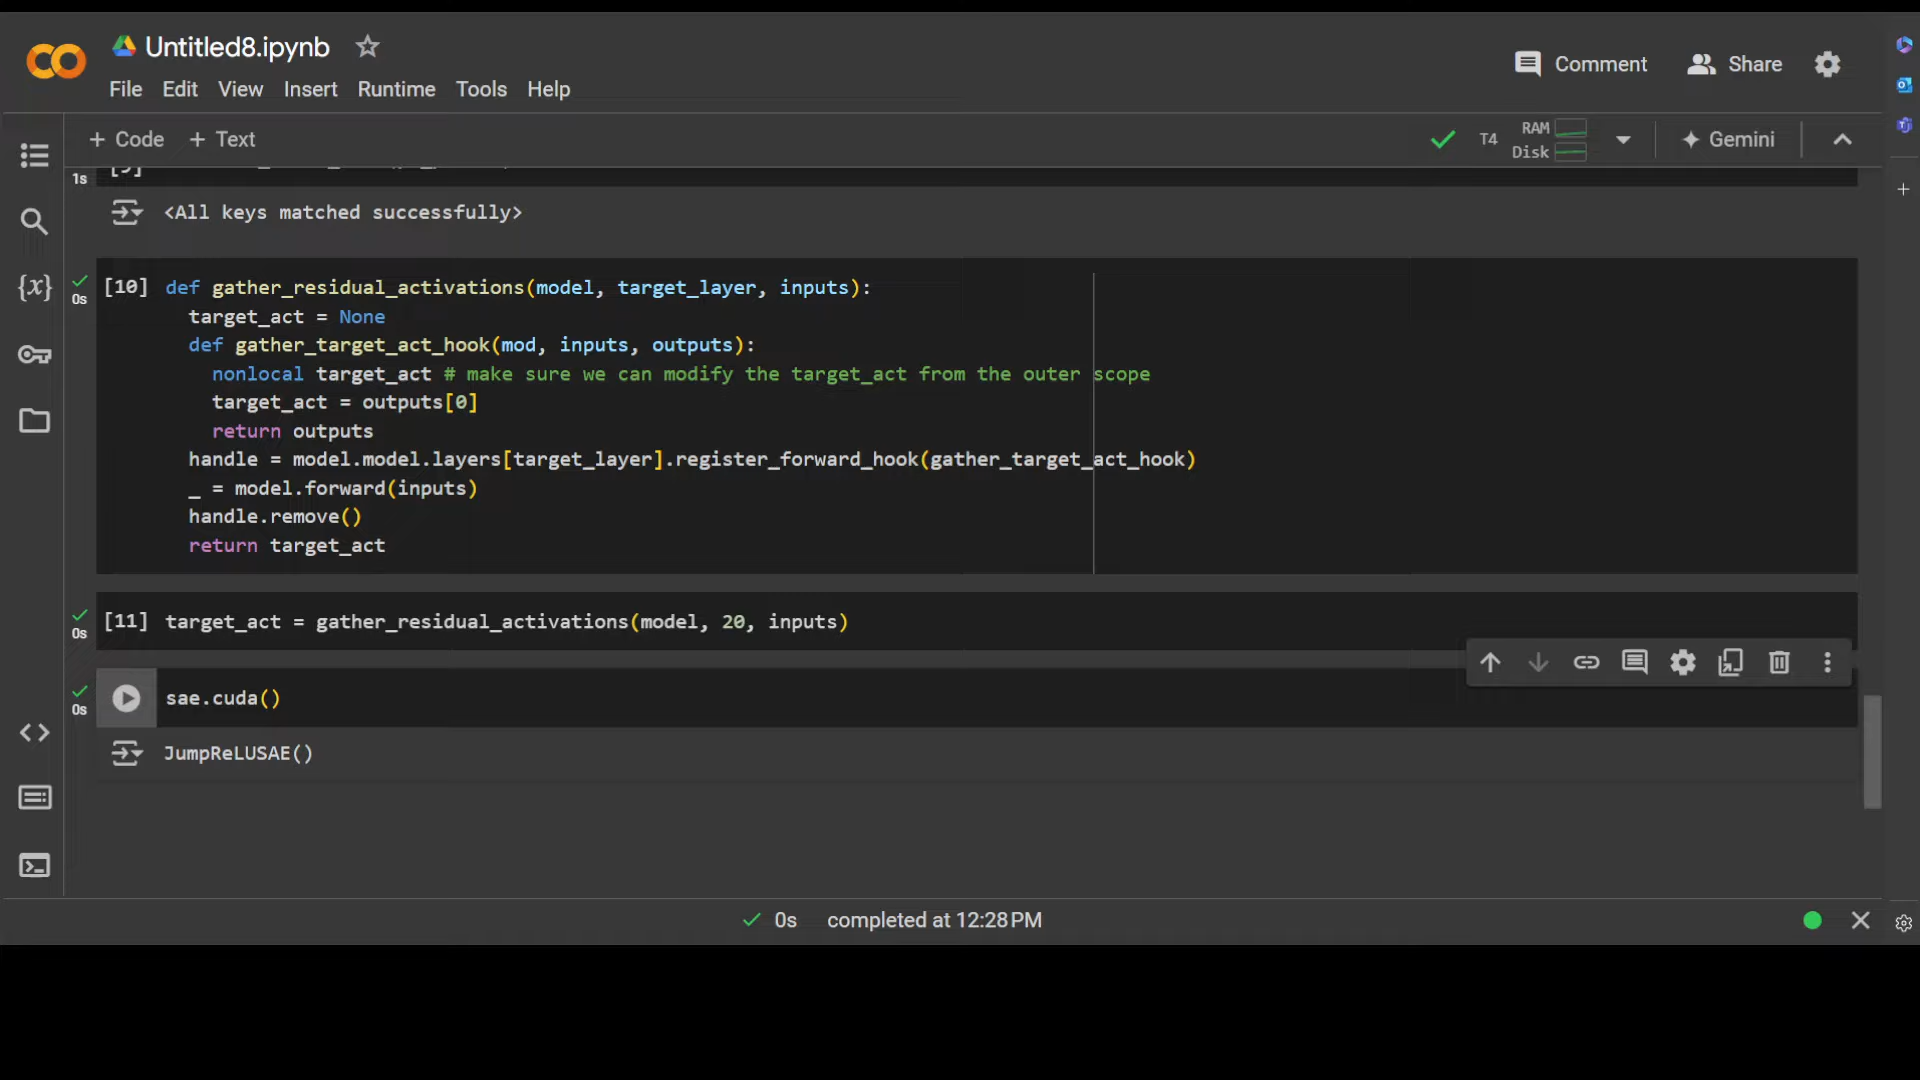 Untitled8.ipynb
File Edit View Insert Runtime Tools Help
Comment Share
+ Code + Text
T4 RAM Disk Gemini
1s
<All keys matched successfully>
[10] def gather_residual_activations(model, target_layer, inputs):
0s
target_act = None
def gather_target_act_hook(mod, inputs, outputs):
nonlocal target_act # make sure we can modify the target_act from the outer scope
target_act = outputs[0]
return outputs
handle = model.model.layers[target_layer].register_forward_hook(gather_target_act_hook)
_ = model.forward(inputs)
handle.remove()
return target_act
[11] target_act = gather_residual_activations(model, 20, inputs)
0s
sae.cuda()
0s
JumpReLUSAE()
0s completed at 12:28 PM